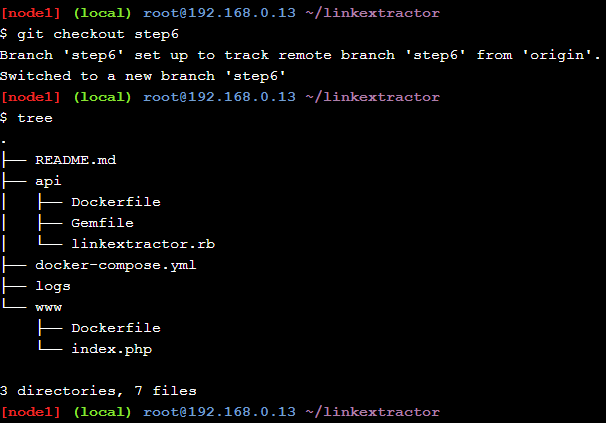 [node1] (local) root@192.168.0.13 ~/linkextractor
$ git checkout step6
Branch 'step6' set up to track remote branch 'step6' from 'origin'.
Switched to a new branch 'step6'
[node1] (local) root@192.168.0.13 ~/linkextractor
$ tree
.
├── README.md
├── api
│   ├── Dockerfile
│   ├── Gemfile
│   └── linkextractor.rb
├── docker-compose.yml
├── logs
└── www
    ├── Dockerfile
    └── index.php

3 directories, 7 files
[node1] (local) root@192.168.0.13 ~/linkextractor